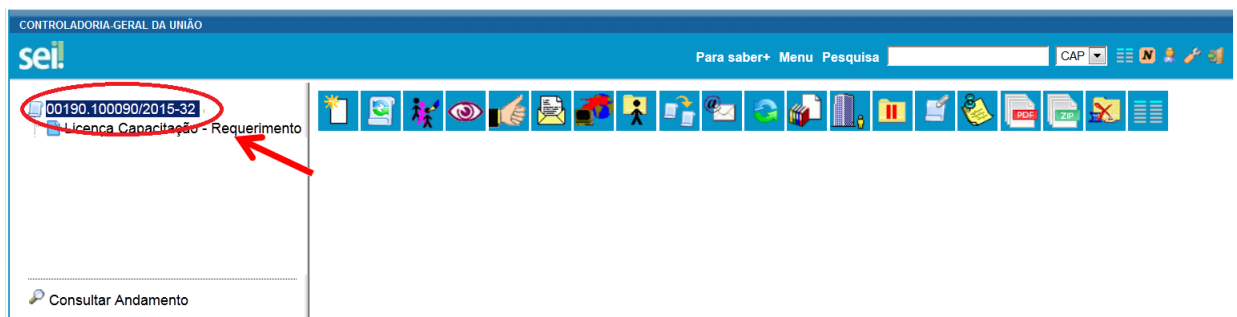 CONTROLADORIA-GERAL DA UNIÃO
sei!
Para saber+ Menu Pesquisa CAP N
00190.100090/2015-32
Licença Capacitação - Requerimento
PDF ZIP
Consultar Andamento